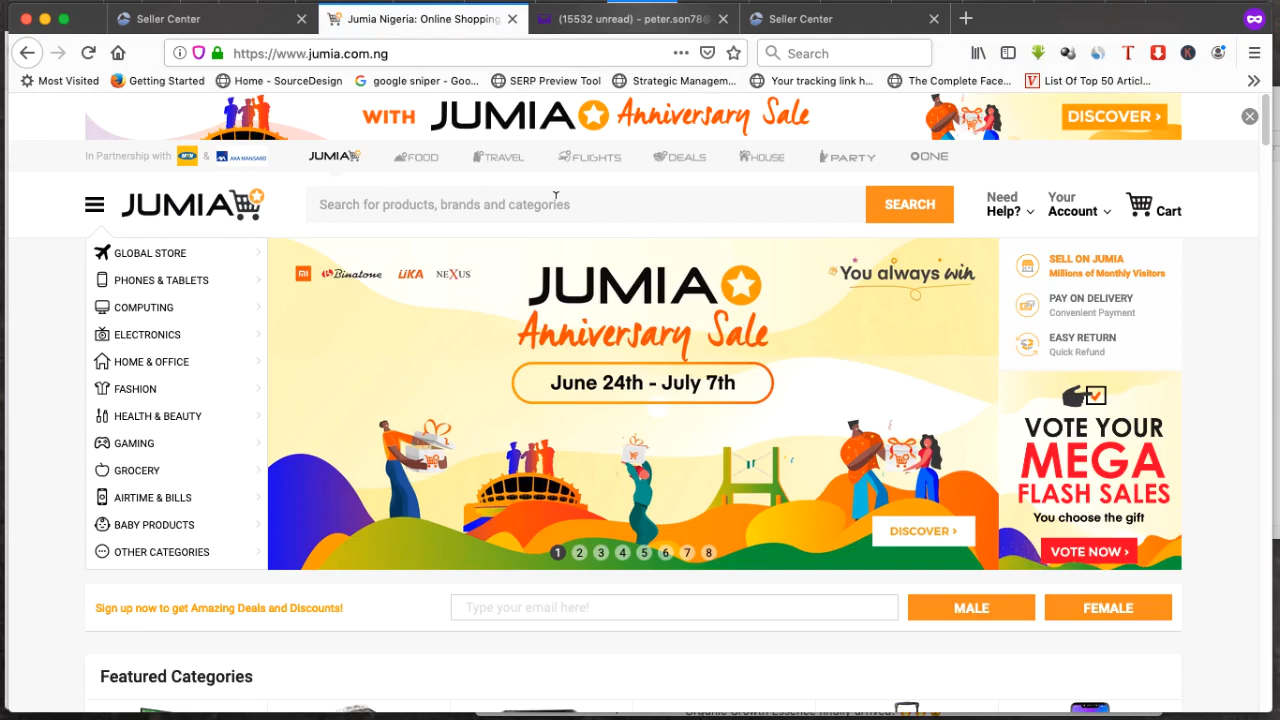 Seller Center
Jumia Nigeria: Online Shopping
(15532 unread) - peter.son78@
Seller Center
https://www.jumia.com.ng
Search
Most Visited
Getting Started
Home - SourceDesign
google sniper - Goo...
SERP Preview Tool
Strategic Managem...
Your tracking link h...
The Complete Face...
List Of Top 50 Articl...
WITH JUMIA Anniversary Sale
DISCOVER ›
In Partnership with MTN & AXA MANSARD
JUMIA
FOOD
TRAVEL
FLIGHTS
DEALS
HOUSE
PARTY
ONE
JUMIA
Search for products, brands and categories
SEARCH
Need
Help?
Your
Account
Cart
GLOBAL STORE
PHONES & TABLETS
COMPUTING
ELECTRONICS
HOME & OFFICE
FASHION
HEALTH & BEAUTY
GAMING
GROCERY
AIRTIME & BILLS
BABY PRODUCTS
OTHER CATEGORIES
mi Binatone LiKA NEXUS
You always win
JUMIA
Anniversary Sale
June 24th - July 7th
DISCOVER ›
1 2 3 4 5 6 7 8
SELL ON JUMIA
Millions of Monthly Visitors
PAY ON DELIVERY
Convenient Payment
EASY RETURN
Quick Refund
VOTE YOUR
MEGA
FLASH SALES
You choose the gift
VOTE NOW ›
Sign up now to get Amazing Deals and Discounts!
Type your email here!
MALE
FEMALE
Featured Categories